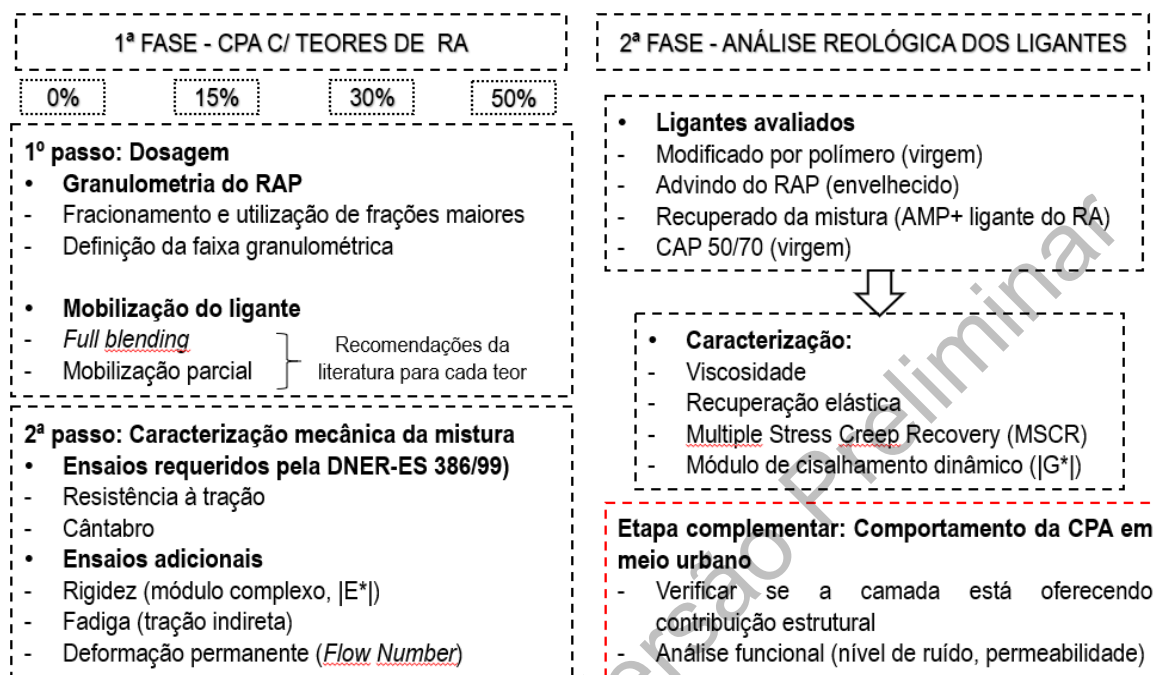 1ª FASE - CPA C/ TEORES DE RA
0%
15%
30%
50%
1º passo: Dosagem
• Granulometria do RAP
- Fracionamento e utilização de frações maiores
- Definição da faixa granulométrica
• Mobilização do ligante
- Full blending
- Mobilização parcial
Recomendações da
literatura para cada teor
2ª passo: Caracterização mecânica da mistura
• Ensaios requeridos pela DNER-ES 386/99)
- Resistência à tração
- Cântabro
• Ensaios adicionais
- Rigidez (módulo complexo, |E*|)
- Fadiga (tração indireta)
- Deformação permanente (Flow Number)
2ª FASE - ANÁLISE REOLÓGICA DOS LIGANTES
• Ligantes avaliados
- Modificado por polímero (virgem)
- Advindo do RAP (envelhecido)
- Recuperado da mistura (AMP+ ligante do RA)
- CAP 50/70 (virgem)
• Caracterização:
- Viscosidade
- Recuperação elástica
- Multiple Stress Creep Recovery (MSCR)
- Módulo de cisalhamento dinâmico (|G*|)
Etapa complementar: Comportamento da CPA em
meio urbano
- Verificar se a camada está oferecendo
contribuição estrutural
- Análise funcional (nível de ruído, permeabilidade)
Versão Preliminar